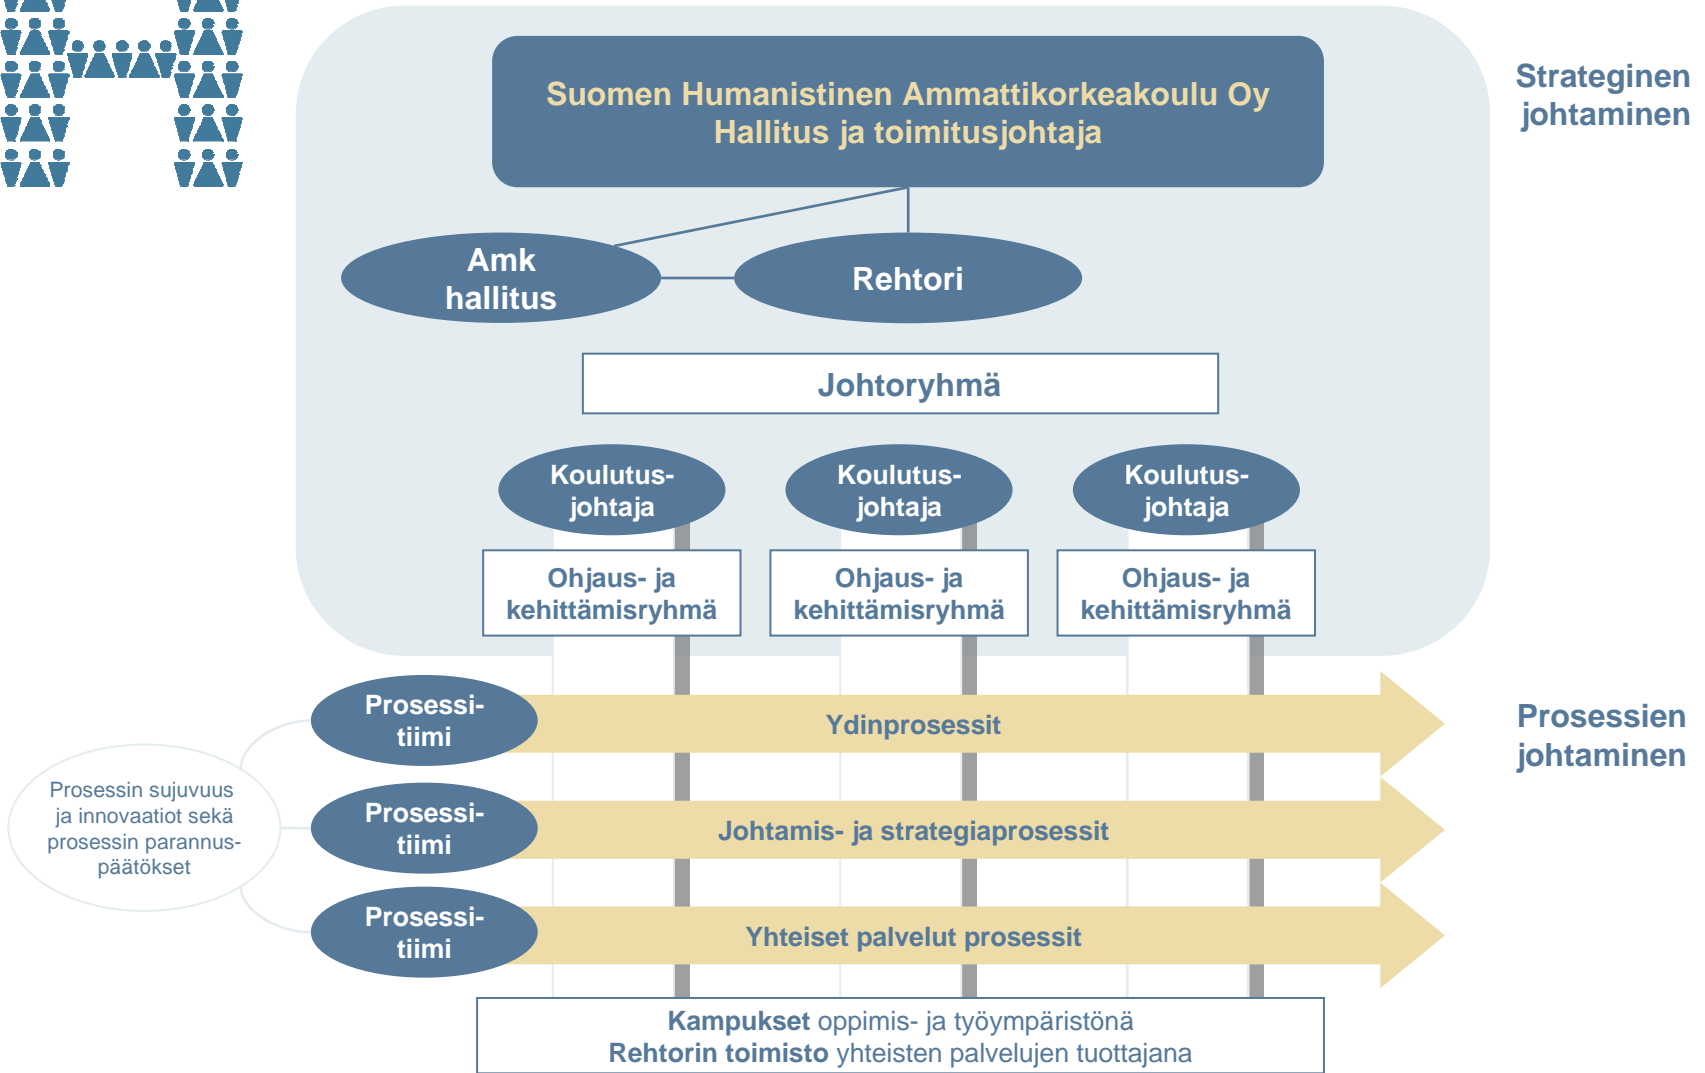 Suomen Humanistinen Ammattikorkeakoulu Oy
Hallitus ja toimitusjohtaja
Strateginen
johtaminen
Amk
hallitus
Rehtori
Johtoryhmä
Koulutus-
johtaja
Koulutus-
johtaja
Koulutus-
johtaja
Ohjaus- ja
kehittämisryhmä
Ohjaus- ja
kehittämisryhmä
Ohjaus- ja
kehittämisryhmä
Prosessi-
tiimi
Ydinprosessit
Prosessien
johtaminen
Prosessin sujuvuus
ja innovaatiot sekä
prosessin parannus-
päätökset
Prosessi-
tiimi
Johtamis- ja strategiaprosessit
Prosessi-
tiimi
Yhteiset palvelut prosessit
Kampukset oppimis- ja työympäristönä
Rehtorin toimisto yhteisten palvelujen tuottajana